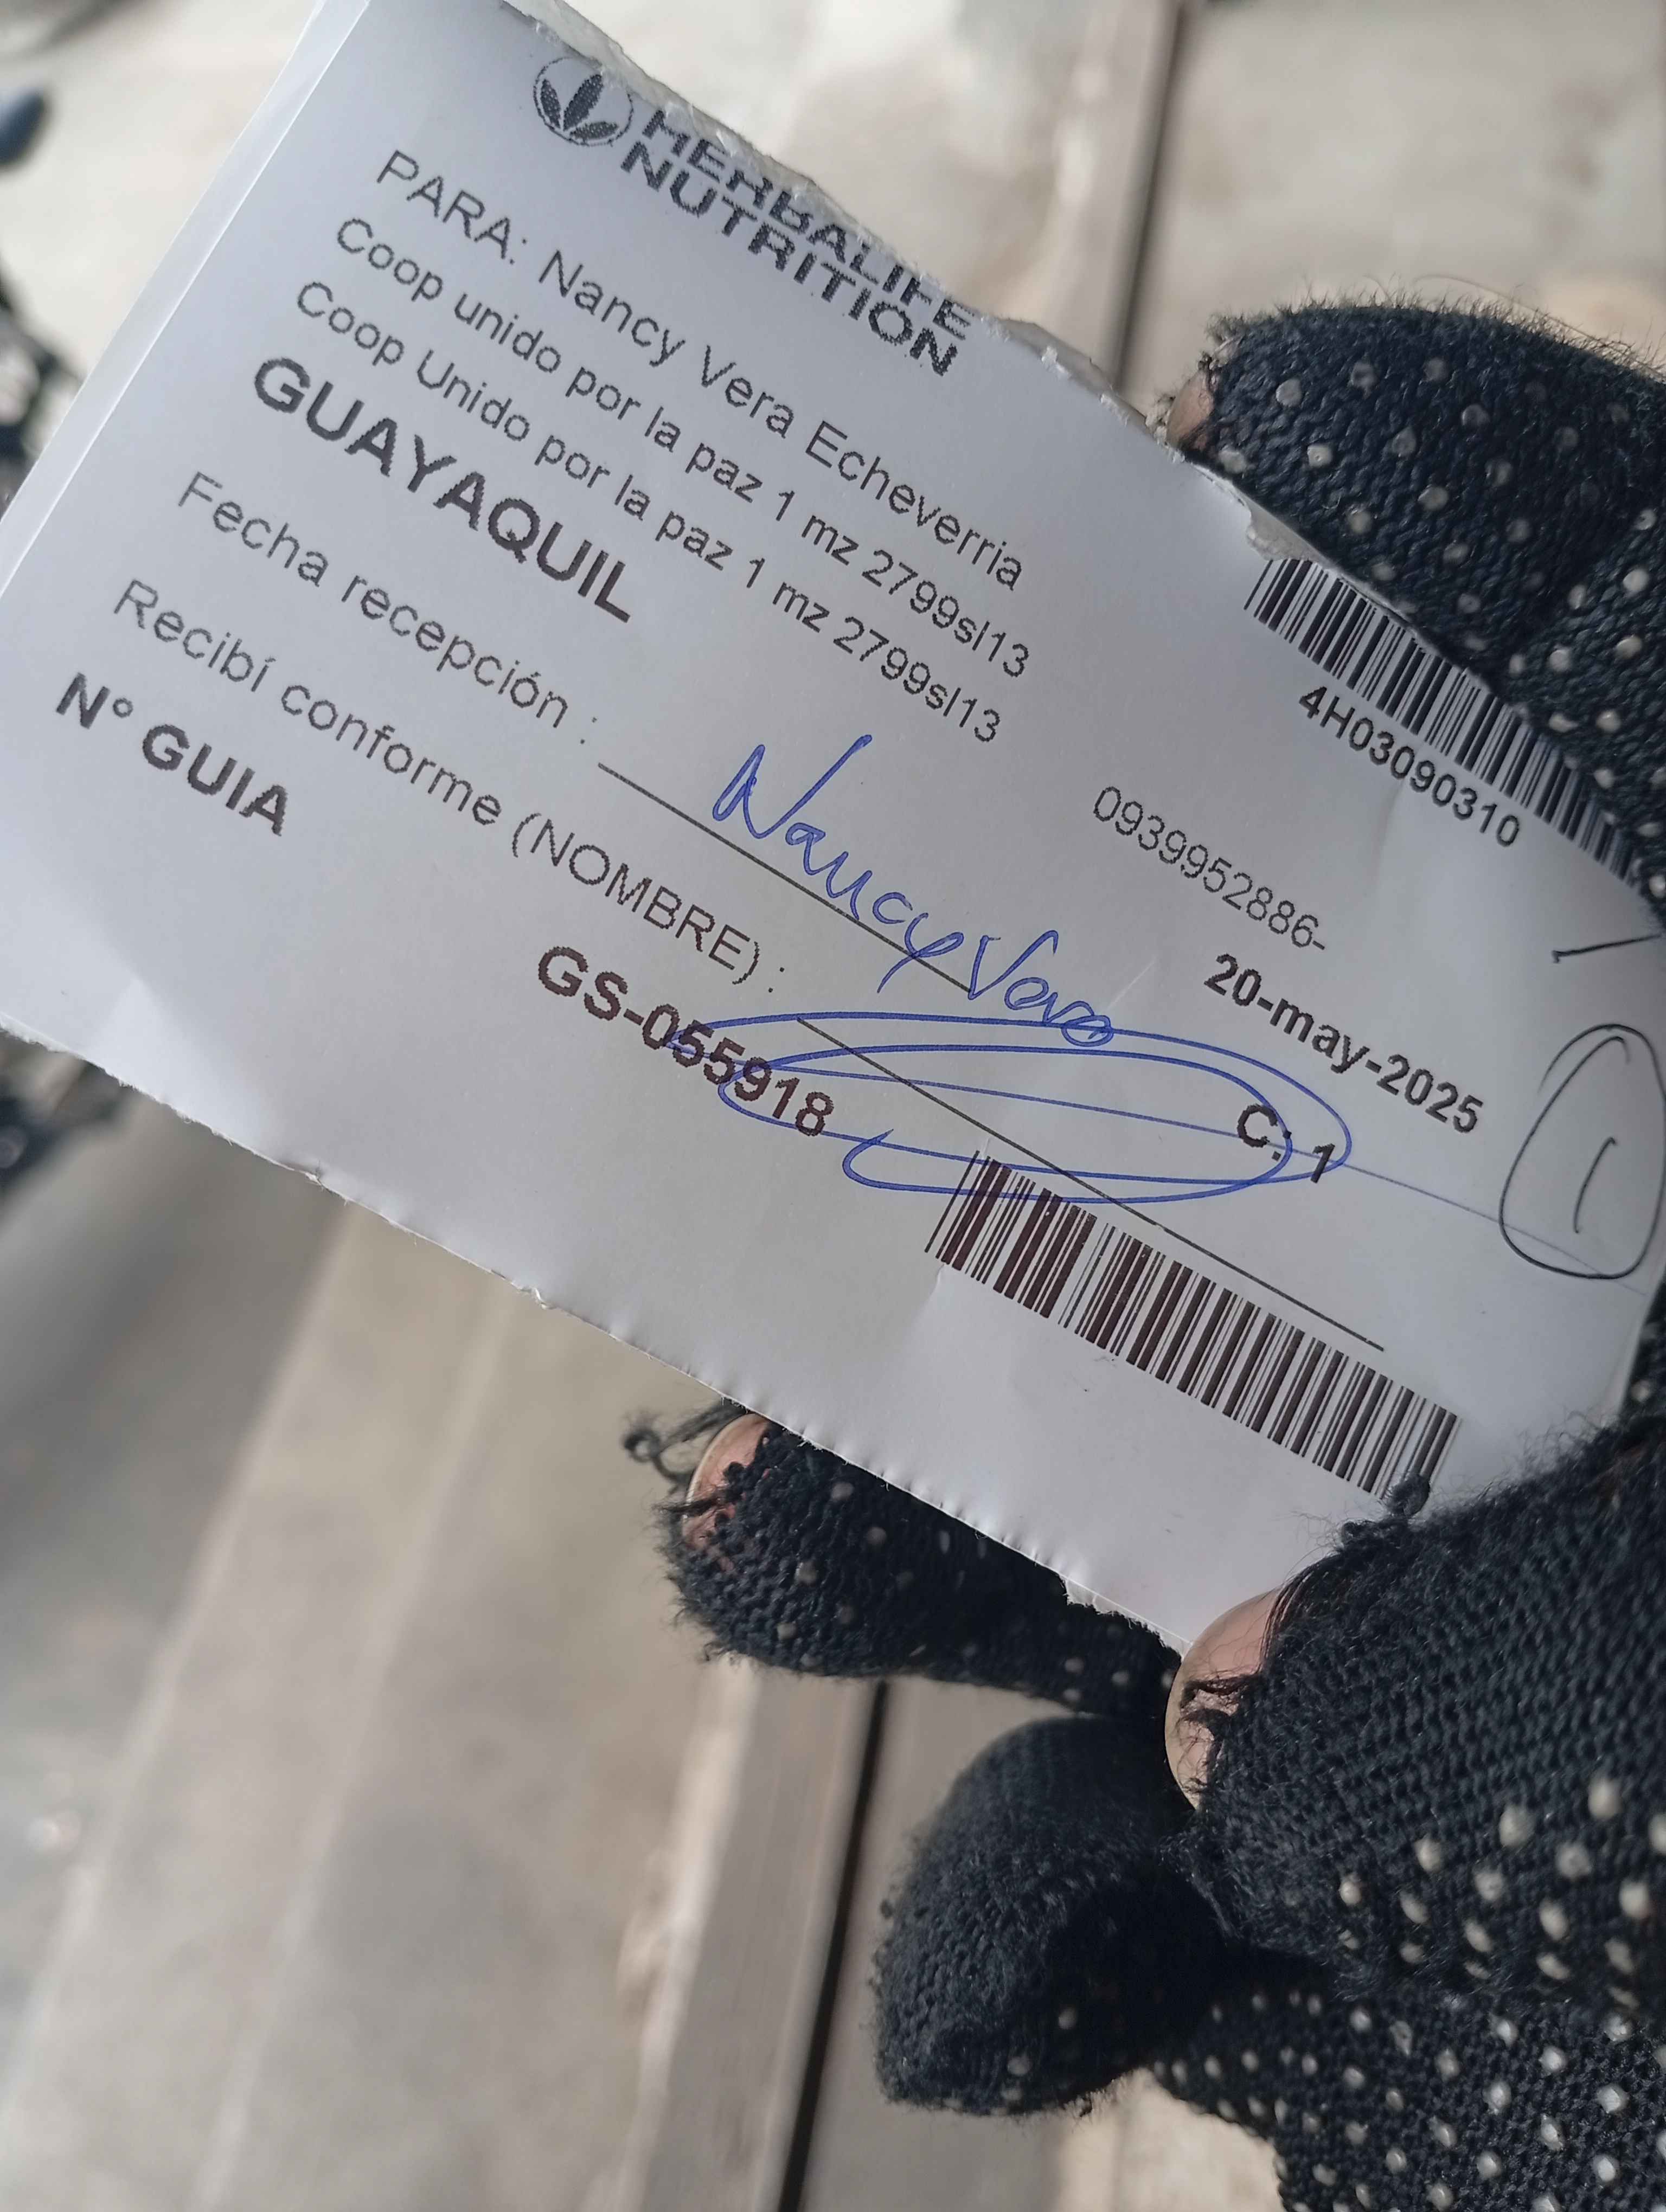 HERBALIFE
NUTRITION
4H03090310
PARA: Nancy Vera Echeverria
Coop unido por la paz 1 mz 2799sl13
Coop Unido por la paz 1 mz 2799sl13
0939952886-
GUAYAQUIL
20-may-2025
Fecha recepción :
Nancy Vera
C: 1
1
Recibí conforme (NOMBRE) :
N° GUIA
GS-055918